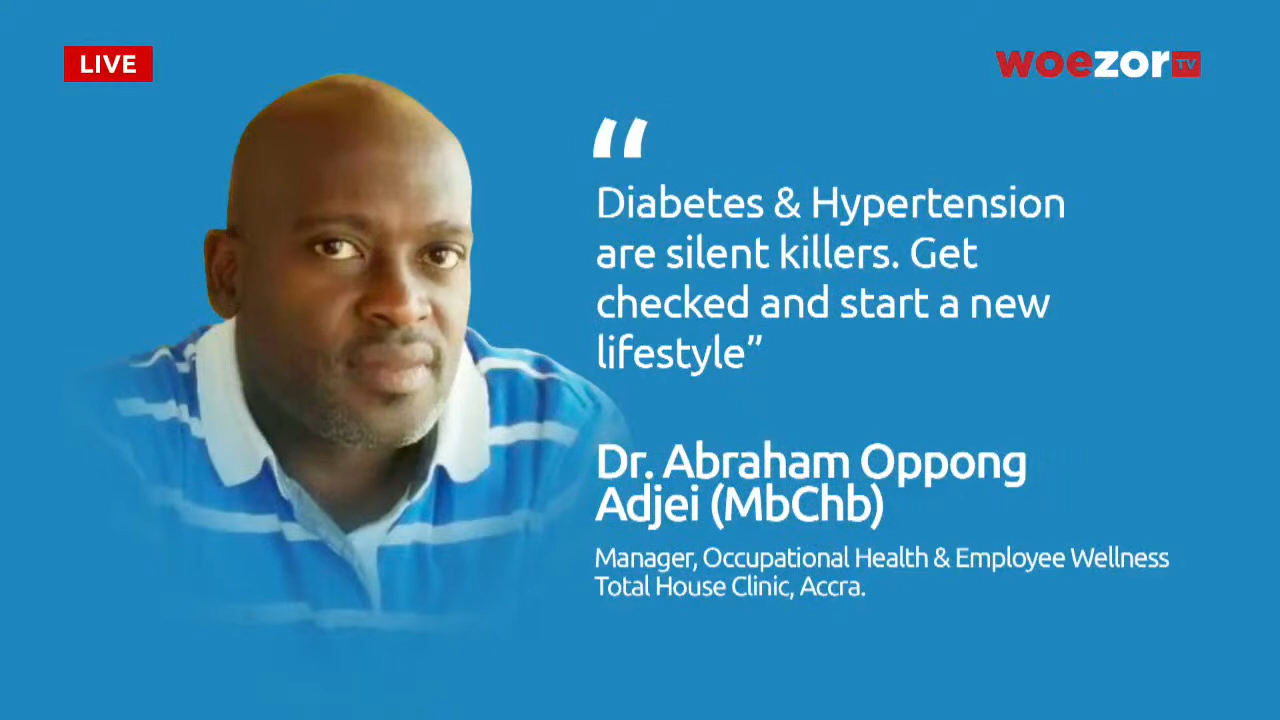 LIVE
woezor TV
“
Diabetes & Hypertension
are silent killers. Get
checked and start a new
lifestyle”
Dr. Abraham Oppong
Adjei (MbChb)
Manager, Occupational Health & Employee Wellness
Total House Clinic, Accra.